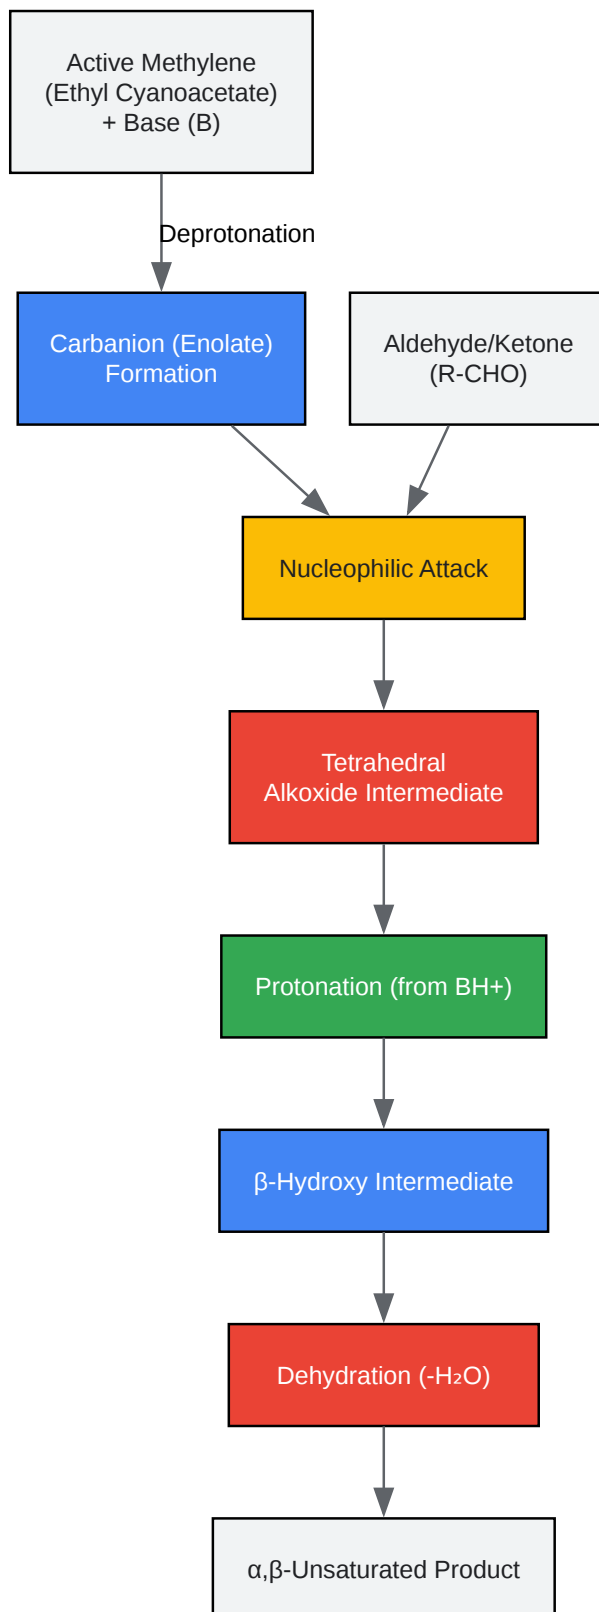 Active Methylene
(Ethyl Cyanoacetate)
+ Base (B)
Deprotonation
Carbanion (Enolate)
Formation
Aldehyde/Ketone
(R-CHO)
Nucleophilic Attack
Tetrahedral
Alkoxide Intermediate
Protonation (from BH+)
β-Hydroxy Intermediate
Dehydration (-H₂O)
α,β-Unsaturated Product